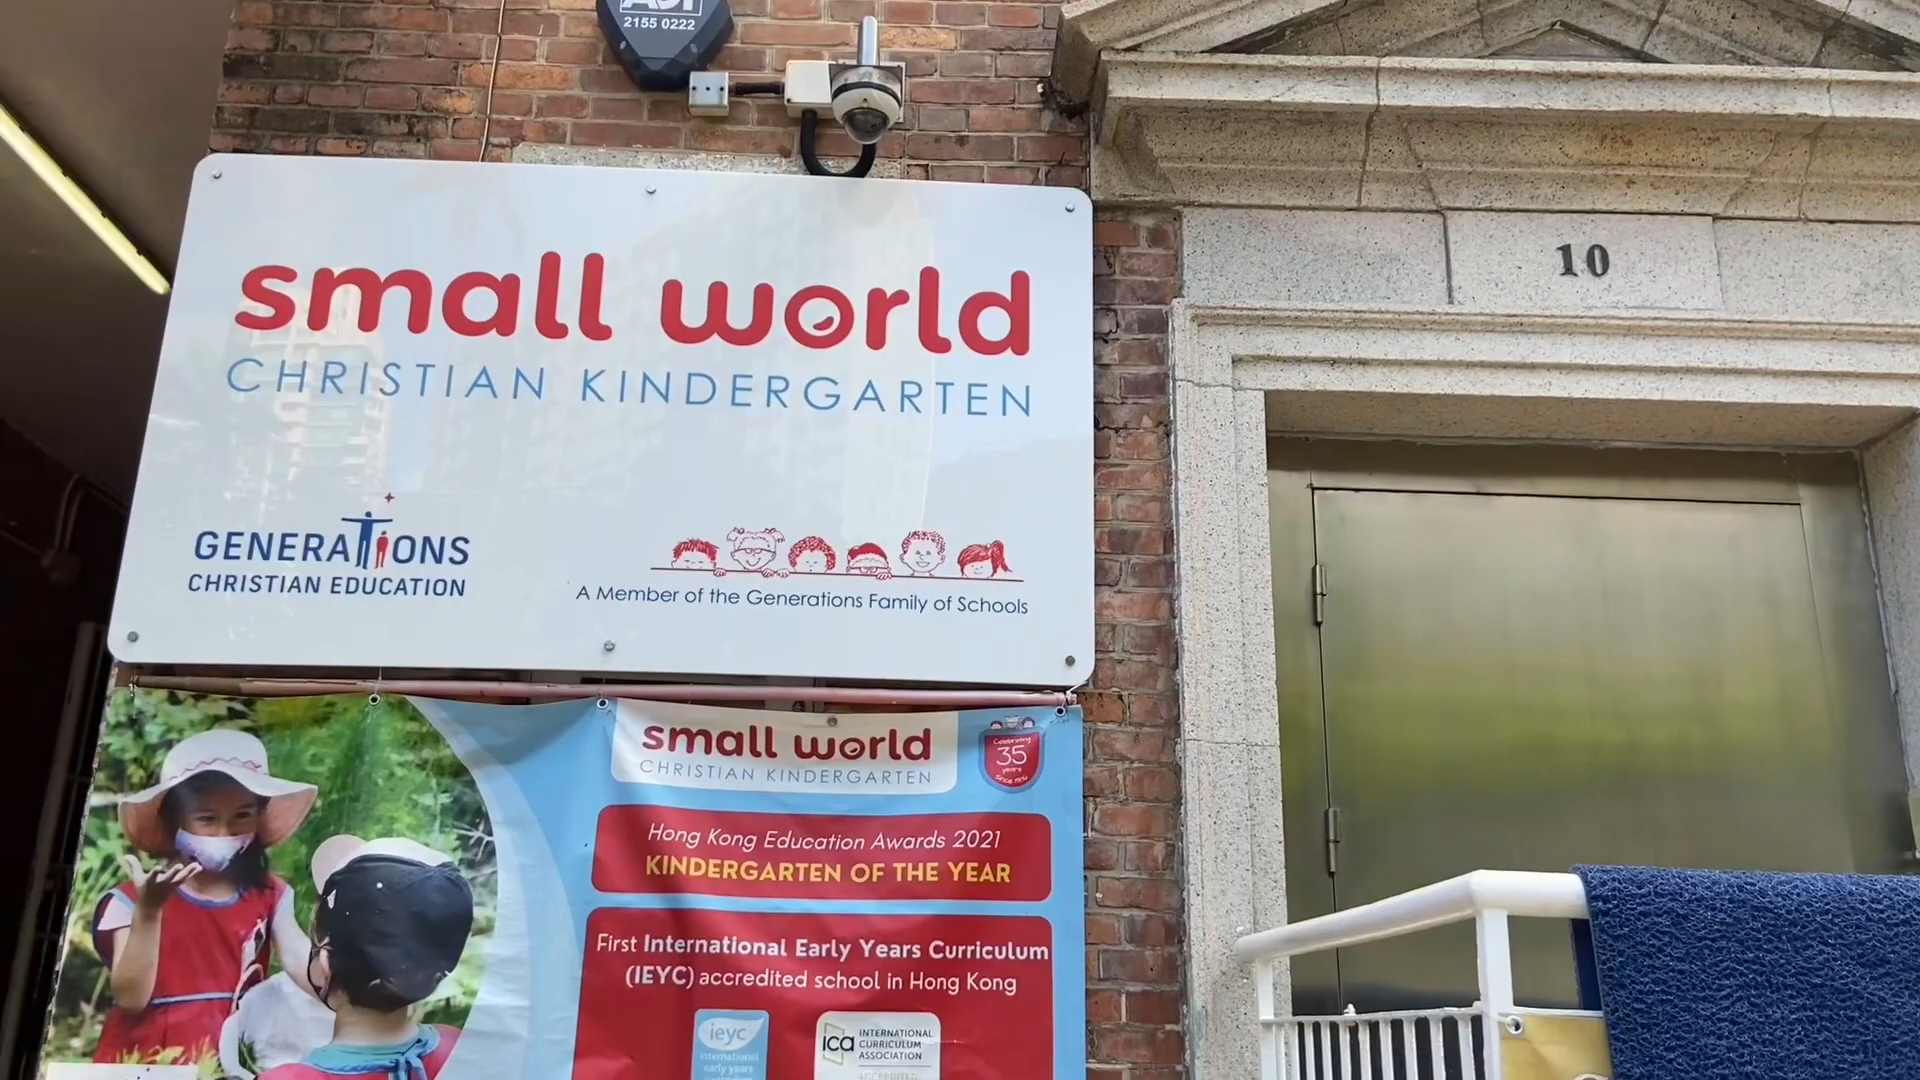 ADT
2155 0222
small world
CHRISTIAN KINDERGARTEN
GENERATIONS
CHRISTIAN EDUCATION
A Member of the Generations Family of Schools
10
small world
CHRISTIAN KINDERGARTEN
Celebrating
35
years
Since 1986
Hong Kong Education Awards 2021
KINDERGARTEN OF THE YEAR
First International Early Years Curriculum
(IEYC) accredited school in Hong Kong
ieyc
international
early years
curriculum
ica
INTERNATIONAL
CURRICULUM
ASSOCIATION
ACCREDITED